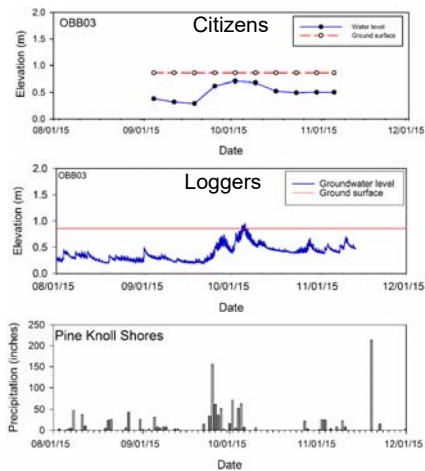 OBB03
Citizens
Water level
Ground surface
Elevation (m)
2.0
1.5
1.0
0.5
0.0
08/01/15 09/01/15 10/01/15 11/01/15 12/01/15
Date
OBB03
Loggers
Groundwater level
Ground surface
Elevation (m)
2.0
1.5
1.0
0.5
0.0
08/01/15 09/01/15 10/01/15 11/01/15 12/01/15
Date
Pine Knoll Shores
Precipitation (inches)
250
200
150
100
50
0
08/01/15 09/01/15 10/01/15 11/01/15 12/01/15
Date